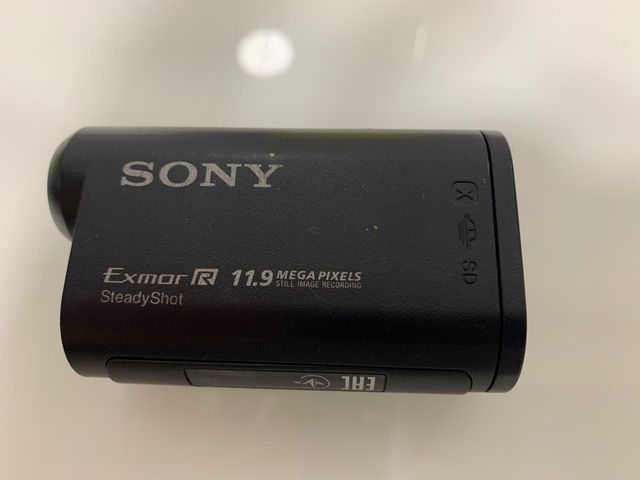 SONY
Exmor R 11.9 MEGA PIXELS
STILL IMAGE RECORDING
SteadyShot
X
SD
EAC